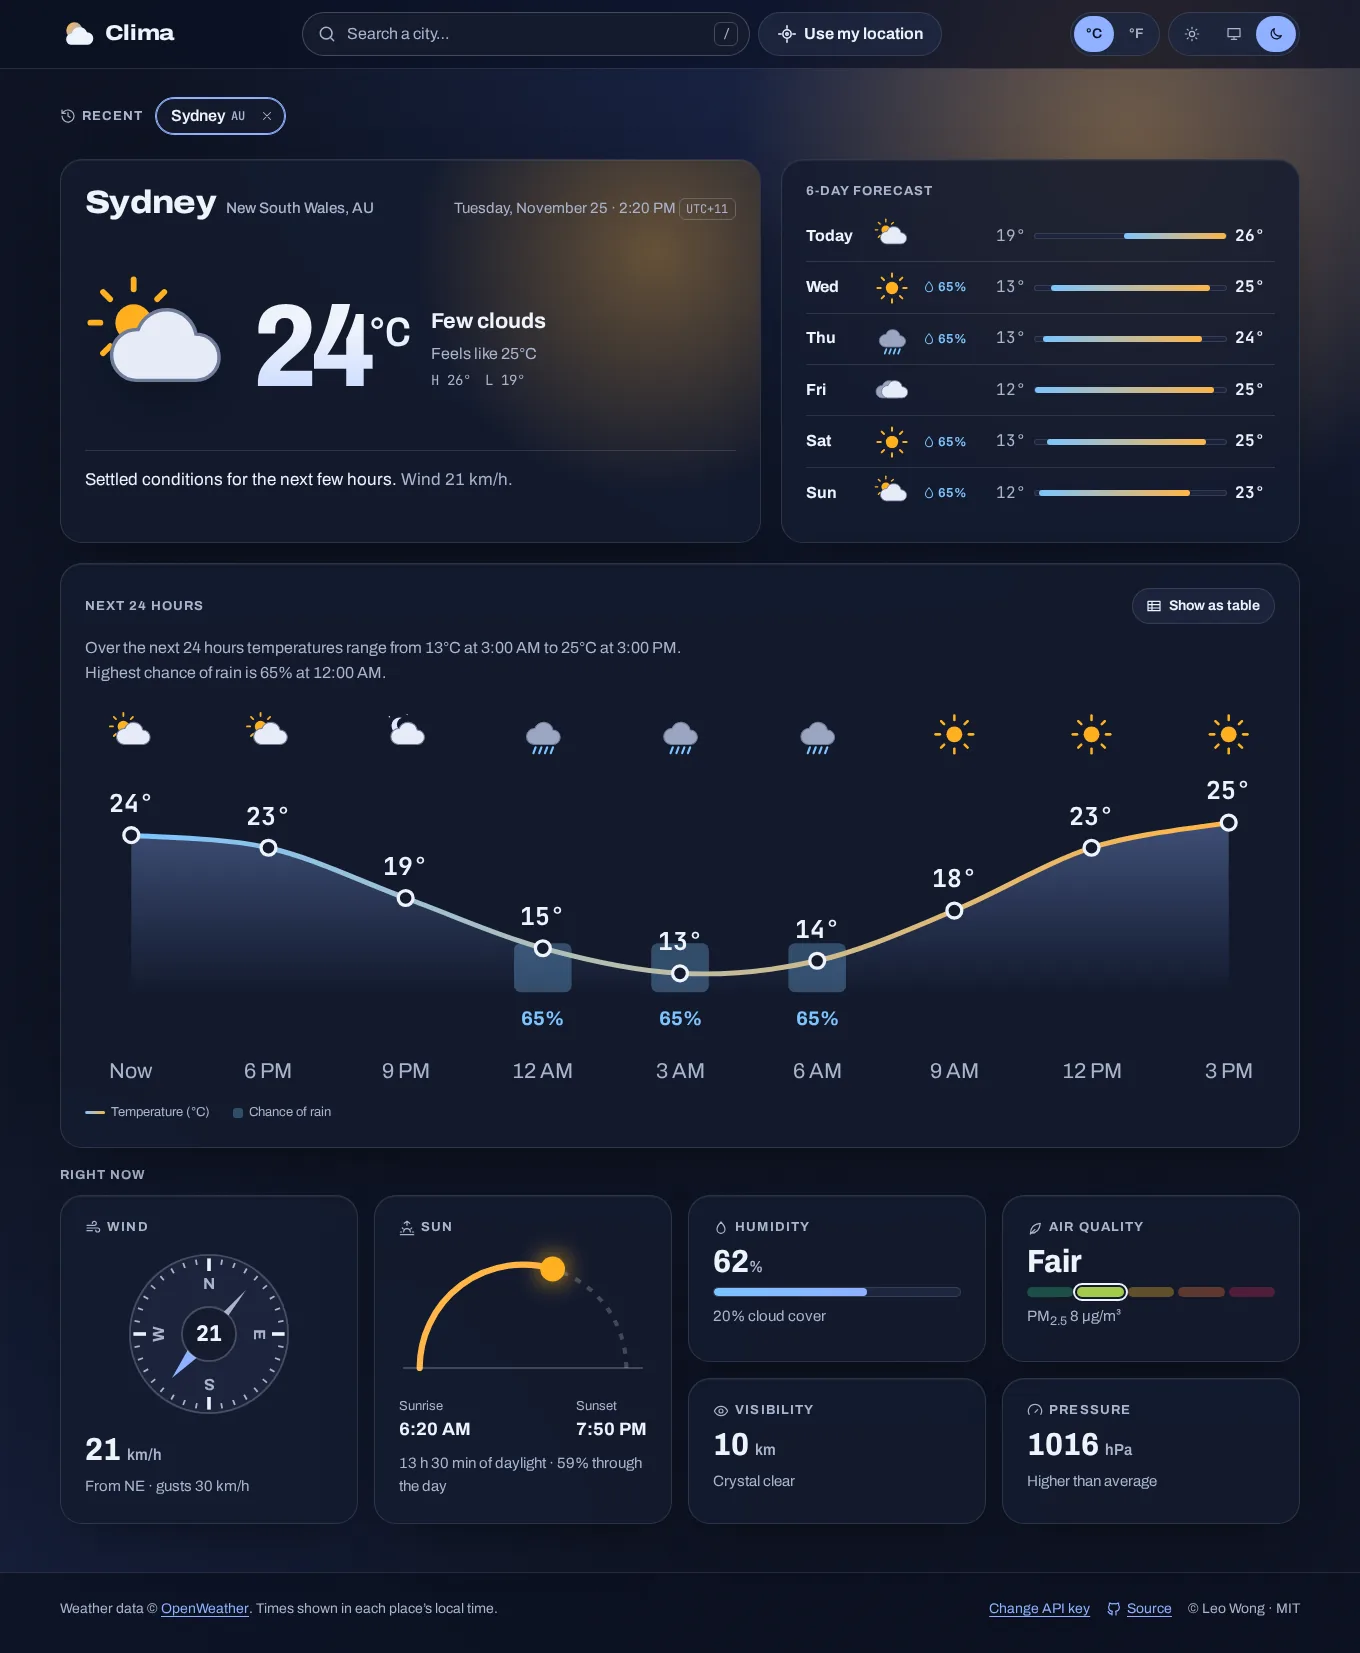 Clima
Search a city...
/
Use my location
°C
°F
RECENT
Sydney AU
Sydney New South Wales, AU
Tuesday, November 25 · 2:20 PM UTC+11
24°C
Few clouds
Feels like 25°C
H 26° L 19°
Settled conditions for the next few hours. Wind 21 km/h.
6-DAY FORECAST
Today 19° 26°
Wed 65% 13° 25°
Thu 65% 13° 24°
Fri 12° 25°
Sat 65% 13° 25°
Sun 65% 12° 23°
NEXT 24 HOURS
Show as table
Over the next 24 hours temperatures range from 13°C at 3:00 AM to 25°C at 3:00 PM.
Highest chance of rain is 65% at 12:00 AM.
24° 23° 19° 15° 13° 14° 18° 23° 25°
65% 65% 65%
Now 6 PM 9 PM 12 AM 3 AM 6 AM 9 AM 12 PM 3 PM
Temperature (°C) Chance of rain
RIGHT NOW
WIND
N
W 21 E
S
21 km/h
From NE · gusts 30 km/h
SUN
Sunrise Sunset
6:20 AM 7:50 PM
13 h 30 min of daylight · 59% through
the day
HUMIDITY
62%
20% cloud cover
AIR QUALITY
Fair
PM2.5 8 µg/m³
VISIBILITY
10 km
Crystal clear
PRESSURE
1016 hPa
Higher than average
Weather data © OpenWeather. Times shown in each place's local time.
Change API key Source © Leo Wong · MIT